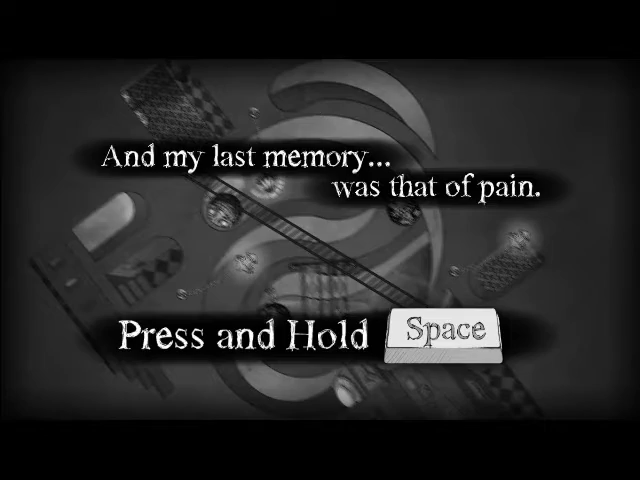 And my last memory...
was that of pain.
Press and Hold Space